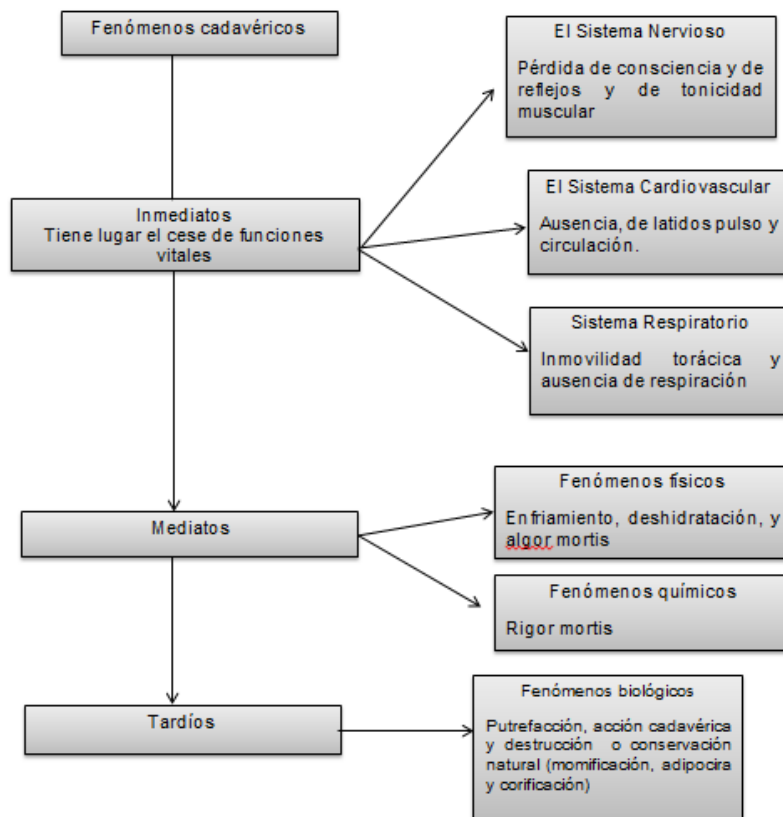 Fenómenos cadavéricos
El Sistema Nervioso
Pérdida de consciencia y de
reflejos y de tonicidad
muscular
Inmediatos
Tiene lugar el cese de funciones
vitales
El Sistema Cardiovascular
Ausencia, de latidos pulso y
circulación.
Sistema Respiratorio
Inmovilidad torácica y
ausencia de respiración
Mediatos
Fenómenos físicos
Enfriamiento, deshidratación, y
algor mortis
Fenómenos químicos
Rigor mortis
Tardíos
Fenómenos biológicos
Putrefacción, acción cadavérica
y destrucción o conservación
natural (momificación, adipocira
y corificación)